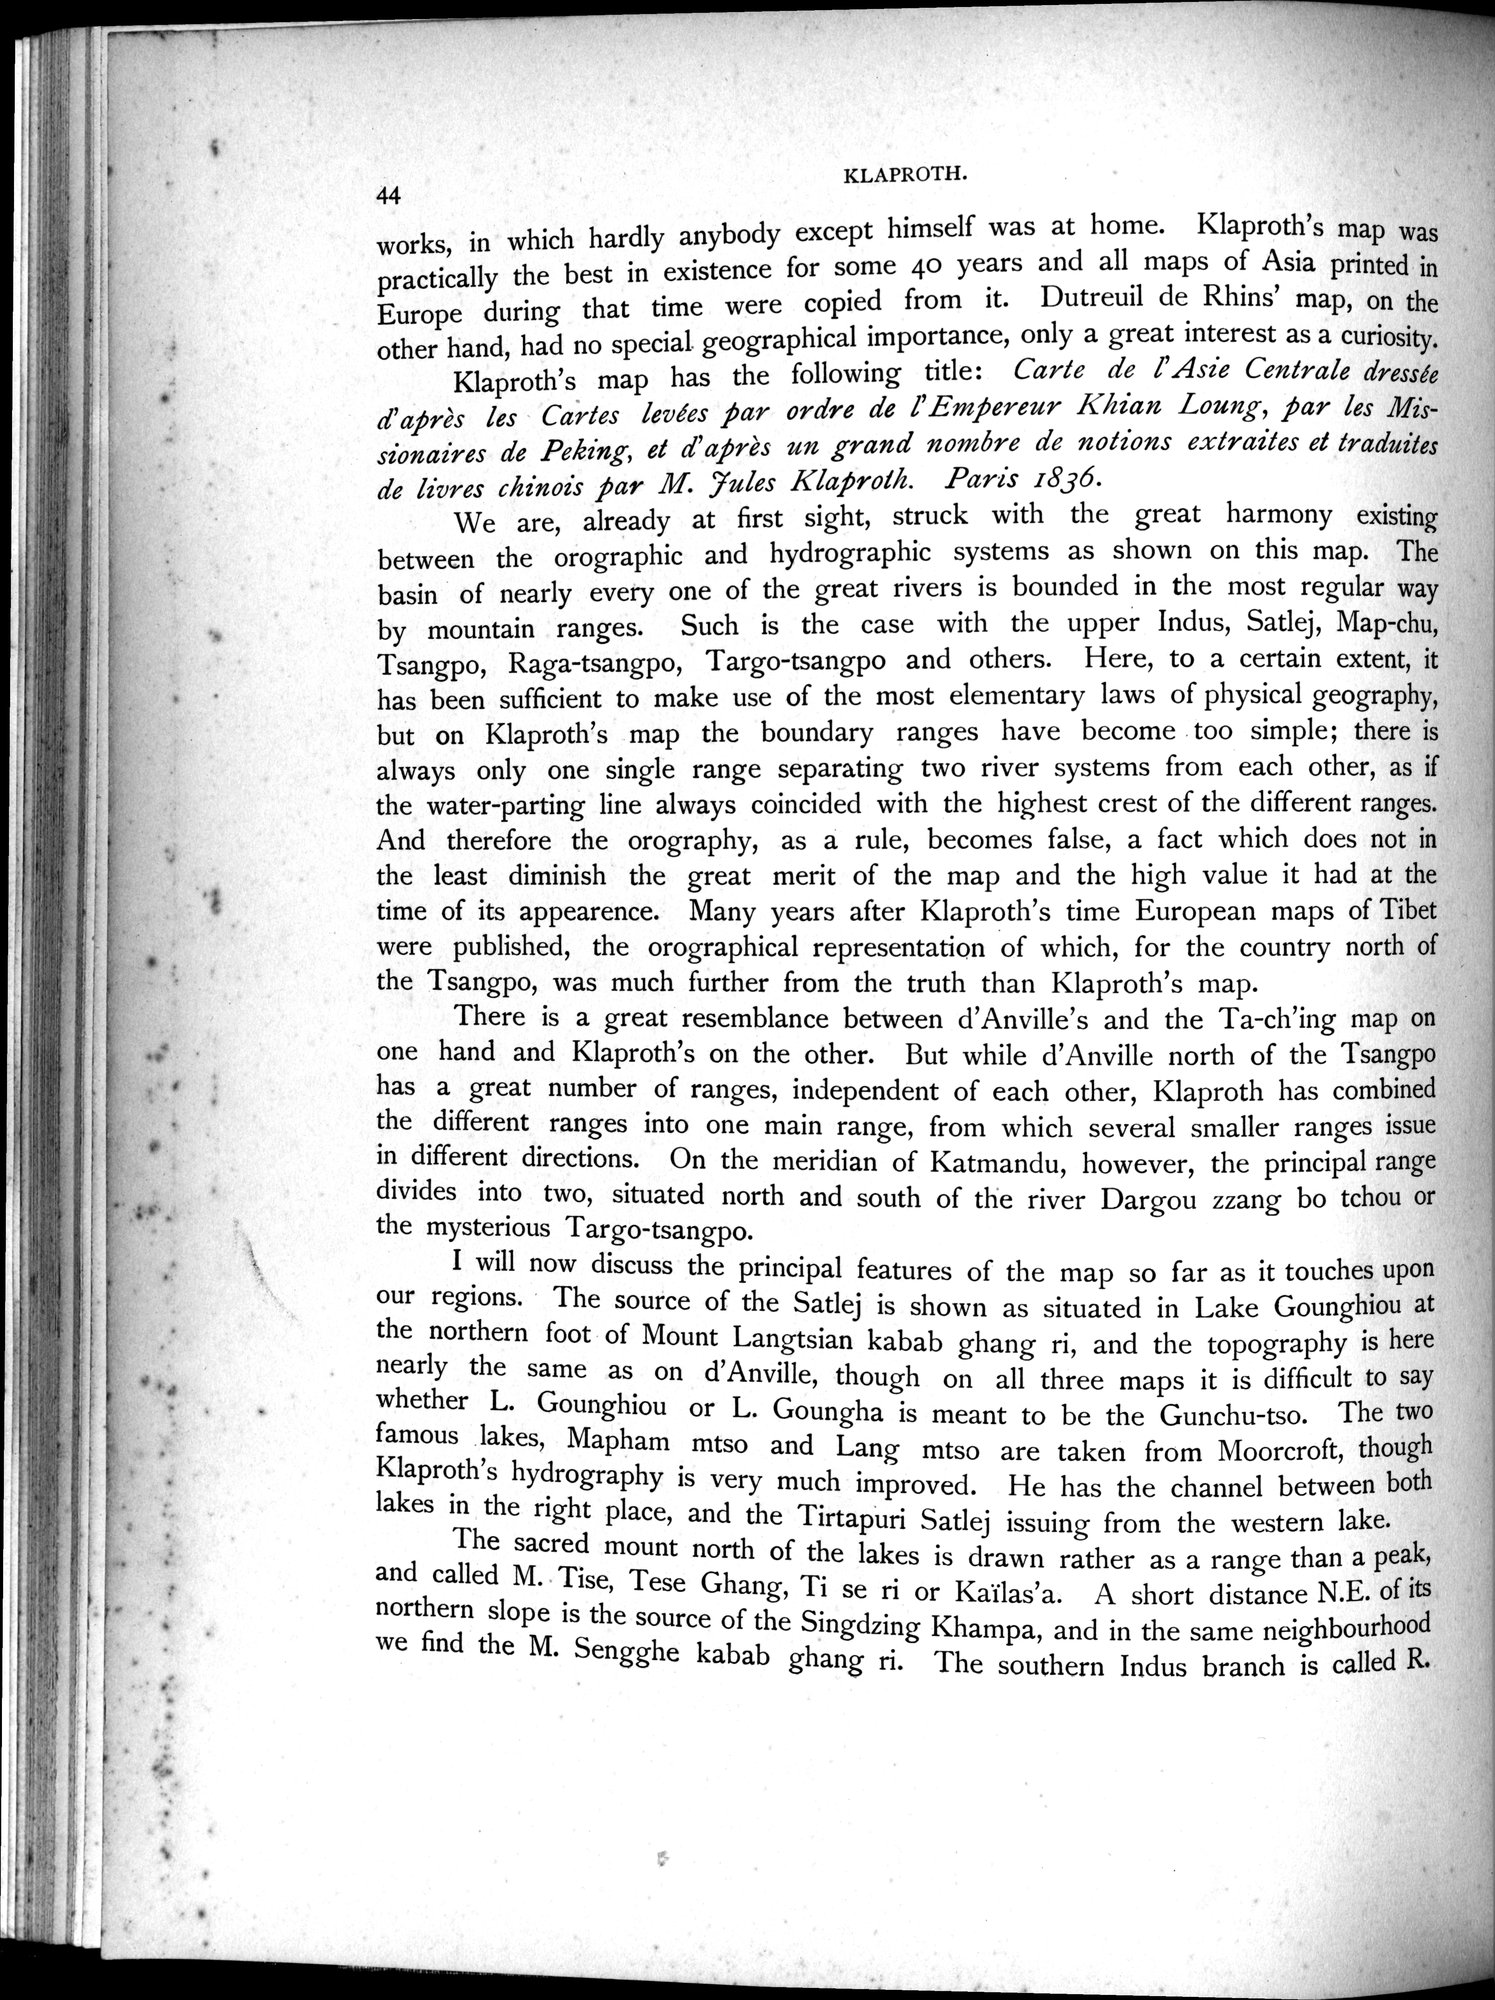 44
KLAPROTH.
works, in which hardly anybody except himself was at home. Klaproth's map was
practically the best in existence for some 40 years and all maps of Asia printed in
Europe during that time were copied from it. Dutreuil de Rhins' map, on the
other hand, had no special geographical importance, only a great interest as a curiosity.
Klaproth's map has the following title: Carte de l'Asie Centrale dressée
d'après les Cartes levées par ordre de l'Empereur Khian Loung, par les Mis-
sionaires de Peking, et d'après un grand nombre de notions extraites et traduites
de livres chinois par M. Jules Klaproth. Paris 1836.
We are, already at first sight, struck with the great harmony existing
between the orographic and hydrographic systems as shown on this map. The
basin of nearly every one of the great rivers is bounded in the most regular way
by mountain ranges. Such is the case with the upper Indus, Satlej, Map-chu,
Tsangpo, Raga-tsangpo, Targo-tsangpo and others. Here, to a certain extent, it
has been sufficient to make use of the most elementary laws of physical geography,
but on Klaproth's map the boundary ranges have become too simple; there is
always only one single range separating two river systems from each other, as if
the water-parting line always coincided with the highest crest of the different ranges.
And therefore the orography, as a rule, becomes false, a fact which does not in
the least diminish the great merit of the map and the high value it had at the
time of its appearence. Many years after Klaproth's time European maps of Tibet
were published, the orographical representation of which, for the country north of
the Tsangpo, was much further from the truth than Klaproth's map.
There is a great resemblance between d'Anville's and the Ta-ch'ing map on
one hand and Klaproth's on the other. But while d'Anville north of the Tsangpo
has a great number of ranges, independent of each other, Klaproth has combined
the different ranges into one main range, from which several smaller ranges issue
in different directions. On the meridian of Katmandu, however, the principal range
divides into two, situated north and south of the river Dargou zzang bo tchou or
the mysterious Targo-tsangpo.
I will now discuss the principal features of the map so far as it touches upon
our regions. The source of the Satlej is shown as situated in Lake Gounghiou at
the northern foot of Mount Langtsian kabab ghang ri, and the topography is here
nearly the same as on d'Anville, though on all three maps it is difficult to say
whether L. Gounghiou or L. Goungha is meant to be the Gunchu-tso. The two
famous lakes, Mapham mtso and Lang mtso are taken from Moorcroft, though
Klaproth's hydrography is very much improved. He has the channel between both
lakes in the right place, and the Tirtapuri Satlej issuing from the western lake.
The sacred mount north of the lakes is drawn rather as a range than a peak,
and called M. Tise, Tese Ghang, Ti se ri or Kaïlas'a. A short distance N.E. of its
northern slope is the source of the Singdzing Khampa, and in the same neighbourhood
we find the M. Sengghe kabab ghang ri. The southern Indus branch is called R.